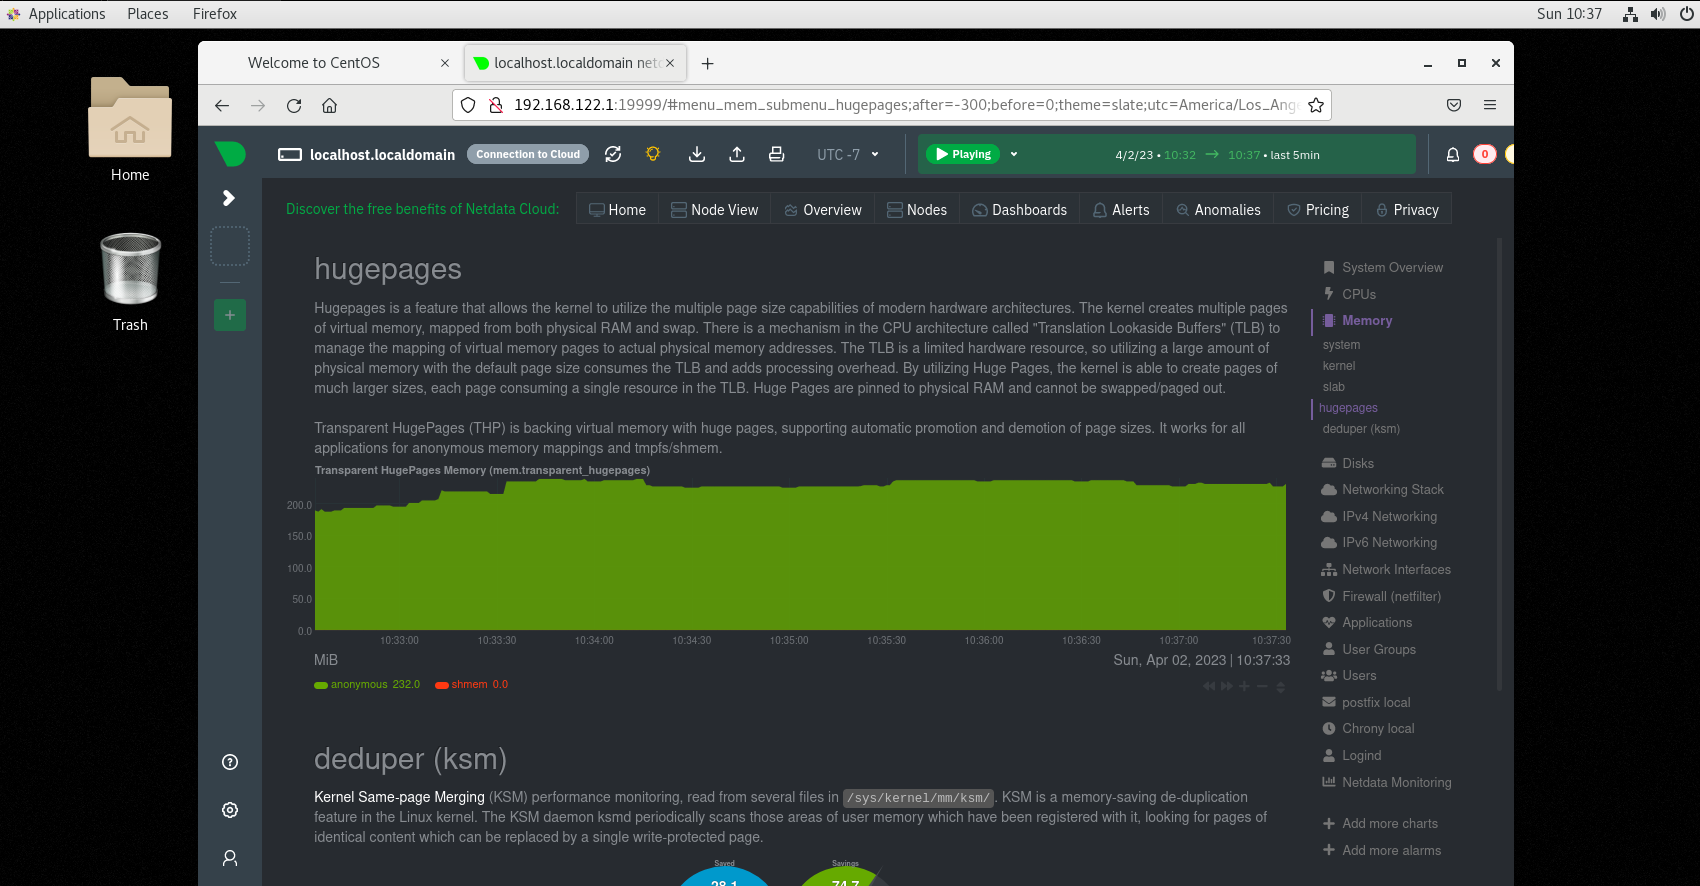 Applications Places Firefox Sun 10:37
Home
Trash
Welcome to CentOS
localhost.localdomain netc
192.168.122.1:19999/#menu_mem_submenu_hugepages;after=-300;before=0;theme=slate;utc=America/Los_Ang
localhost.localdomain Connection to Cloud UTC -7 Playing 4/2/23 • 10:32 → 10:37 • last 5min 0
Discover the free benefits of Netdata Cloud: Home Node View Overview Nodes Dashboards Alerts Anomalies Pricing Privacy
hugepages
Hugepages is a feature that allows the kernel to utilize the multiple page size capabilities of modern hardware architectures. The kernel creates multiple pages
of virtual memory, mapped from both physical RAM and swap. There is a mechanism in the CPU architecture called "Translation Lookaside Buffers" (TLB) to
manage the mapping of virtual memory pages to actual physical memory addresses. The TLB is a limited hardware resource, so utilizing a large amount of
physical memory with the default page size consumes the TLB and adds processing overhead. By utilizing Huge Pages, the kernel is able to create pages of
much larger sizes, each page consuming a single resource in the TLB. Huge Pages are pinned to physical RAM and cannot be swapped/paged out.
Transparent HugePages (THP) is backing virtual memory with huge pages, supporting automatic promotion and demotion of page sizes. It works for all
applications for anonymous memory mappings and tmpfs/shmem.
Transparent HugePages Memory (mem.transparent_hugepages)
200.0
150.0
100.0
50.0
0.0
10:33:00 10:33:30 10:34:00 10:34:30 10:35:00 10:35:30 10:36:00 10:36:30 10:37:00 10:37:30
MiB Sun, Apr 02, 2023 | 10:37:33
anonymous 232.0 shmem 0.0
deduper (ksm)
Kernel Same-page Merging (KSM) performance monitoring, read from several files in /sys/kernel/mm/ksm/. KSM is a memory-saving de-duplication
feature in the Linux kernel. The KSM daemon ksmd periodically scans those areas of user memory which have been registered with it, looking for pages of
identical content which can be replaced by a single write-protected page.
Saved Savings
28.1 74.7
System Overview
CPUs
Memory
system
kernel
slab
hugepages
deduper (ksm)
Disks
Networking Stack
IPv4 Networking
IPv6 Networking
Network Interfaces
Firewall (netfilter)
Applications
User Groups
Users
postfix local
Chrony local
Logind
Netdata Monitoring
Add more charts
Add more alarms